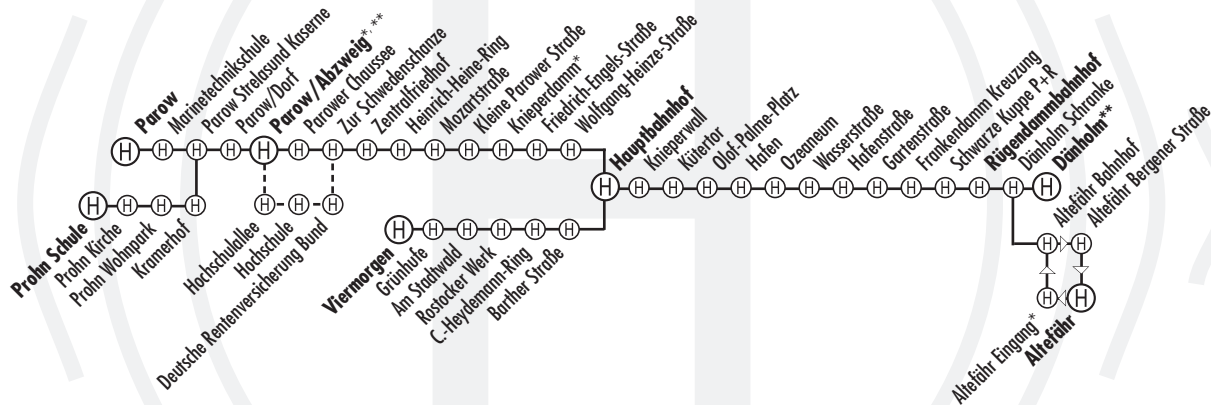 Parow
Marinetechnikschule
Parow Strelasund Kaserne
Parow/Dorf
Parow/Abzweig*,**
Parower Chaussee
Zur Schwedenschanze
Zentralfriedhof
Heinrich-Heine-Ring
Mozartstraße
Kleine Parower Straße
Knieperdamm*
Friedrich-Engels-Straße
Wolfgang-Heinze-Straße
Hauptbahnhof
Knieperwall
Kütertor
Olof-Palme-Platz
Hafen
Ozeaneum
Wasserstraße
Hafenstraße
Gartenstraße
Frankendamm Kreuzung
Schwarze Kuppe P+R
Rügendammbahnhof
Dänholm Schranke
Dänholm**
Altefähr Bahnhof
Altefähr Bergener Straße
H H H H H H H H H H H H H H
H H H H H H H H H H H H H H
H H H H
H H H
H H H H H H
H H
H H
Prohn Schule
Prohn Kirche
Prohn Wohnpark
Kramerhof
Hochschulallee
Hochschule
Deutsche Rentenversicherung Bund
Viermorgen
Grünhufe
Am Stadtwald
Rostocker Werk
C.-Heydemann-Ring
Barther Straße
Altefähr Eingang*
Altefähr